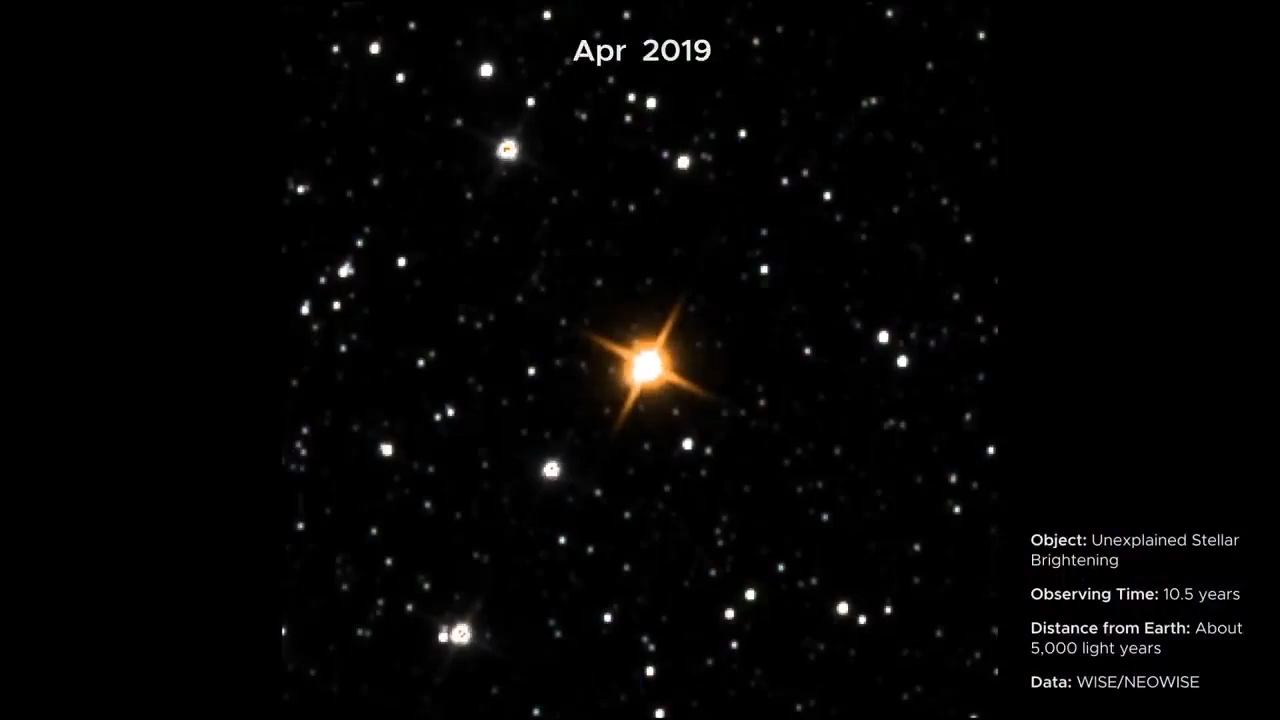 Apr 2019
Object: Unexplained Stellar
Brightening
Observing Time: 10.5 years
Distance from Earth: About
5,000 light years
Data: WISE/NEOWISE